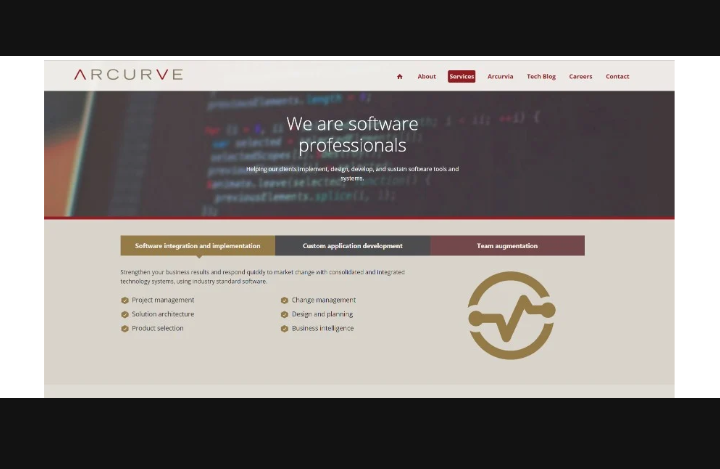 ARCURVE
About Services Arcurvia Tech Blog Careers Contact
We are software
professionals
Helping our clients implement, design, develop, and sustain software tools and
systems.
Software integration and implementation Custom application development Team augmentation
Strengthen your business results and respond quickly to market change with consolidated and integrated
technology systems, using industry standard software.
Project management Change management
Solution architecture Design and planning
Product selection Business intelligence